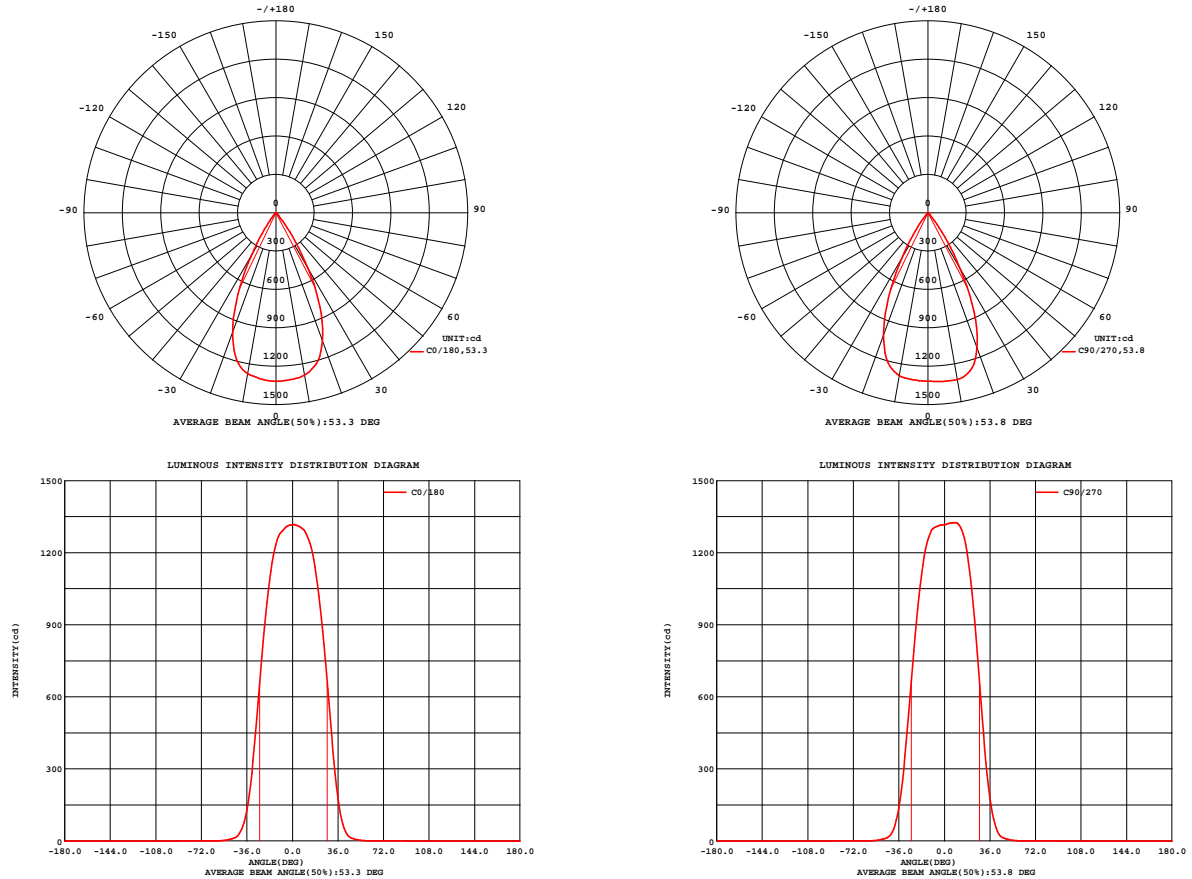 -/+180
-150
150
-120
120
-90
90
-60
60
-30
30
0
300
600
900
1200
1500
0
UNIT:cd
C0/180,53.3
AVERAGE BEAM ANGLE(50%):53.3 DEG
-/+180
-150
150
-120
120
-90
90
-60
60
-30
30
0
300
600
900
1200
1500
0
UNIT:cd
C90/270,53.8
AVERAGE BEAM ANGLE(50%):53.8 DEG
LUMINOUS INTENSITY DISTRIBUTION DIAGRAM
C0/180
INTENSITY(cd)
1500
1200
900
600
300
0
-180.0 -144.0 -108.0 -72.0 -36.0 0.0 36.0 72.0 108.0 144.0 180.0
ANGLE(DEG)
AVERAGE BEAM ANGLE(50%):53.3 DEG
LUMINOUS INTENSITY DISTRIBUTION DIAGRAM
C90/270
INTENSITY(cd)
1500
1200
900
600
300
0
-180.0 -144.0 -108.0 -72.0 -36.0 0.0 36.0 72.0 108.0 144.0 180.0
ANGLE(DEG)
AVERAGE BEAM ANGLE(50%):53.8 DEG